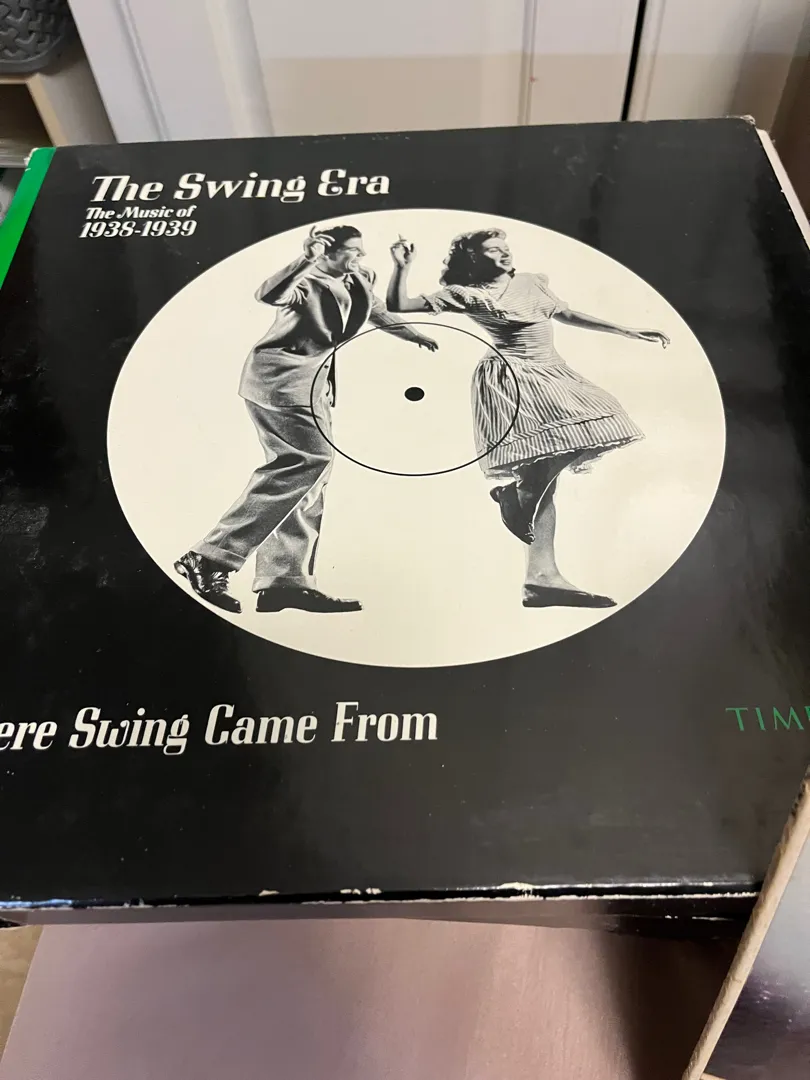 The Swing Era
The Music of
1938-1939
ere Swing Came From
TIM